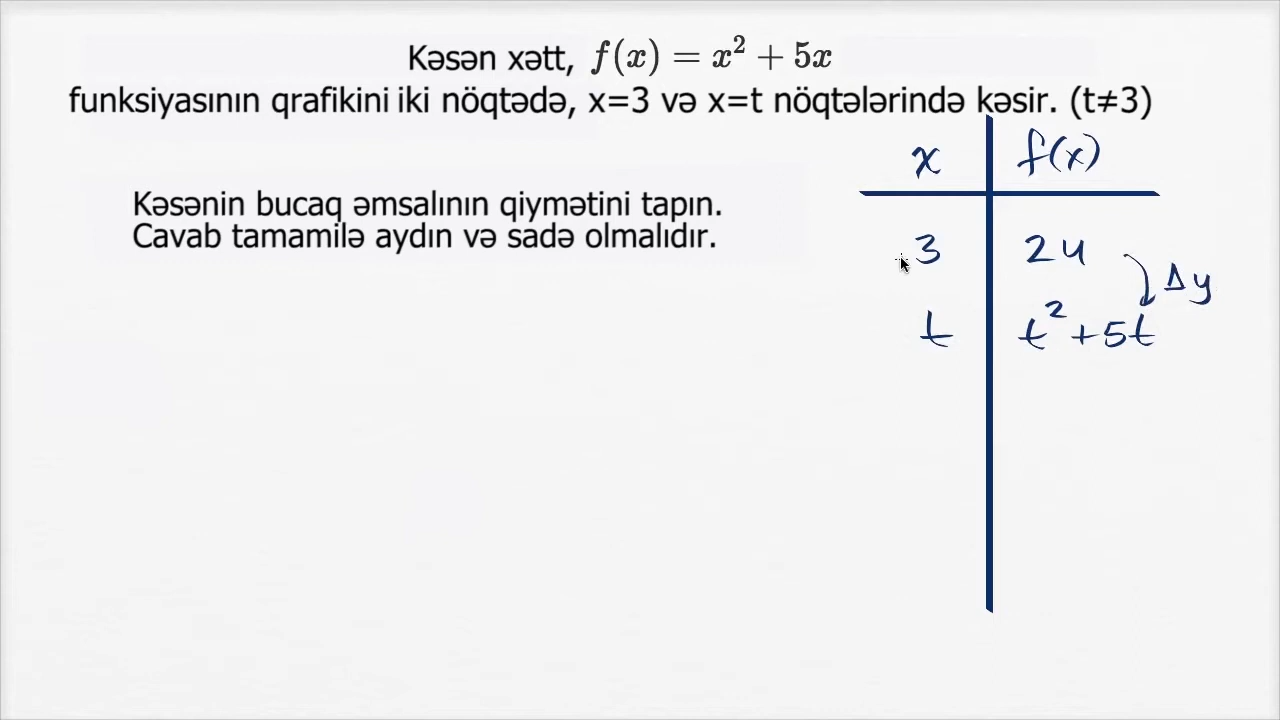 Kəsən xətt, f(x) = x² + 5x
funksiyasının qrafikini iki nöqtədə, x=3 və x=t nöqtələrində kəsir. (t≠3)
Kəsənin bucaq əmsalının qiymətini tapın.
Cavab tamamilə aydın və sadə olmalıdır.
x f(x)
3 24
Δy
t t² + 5t